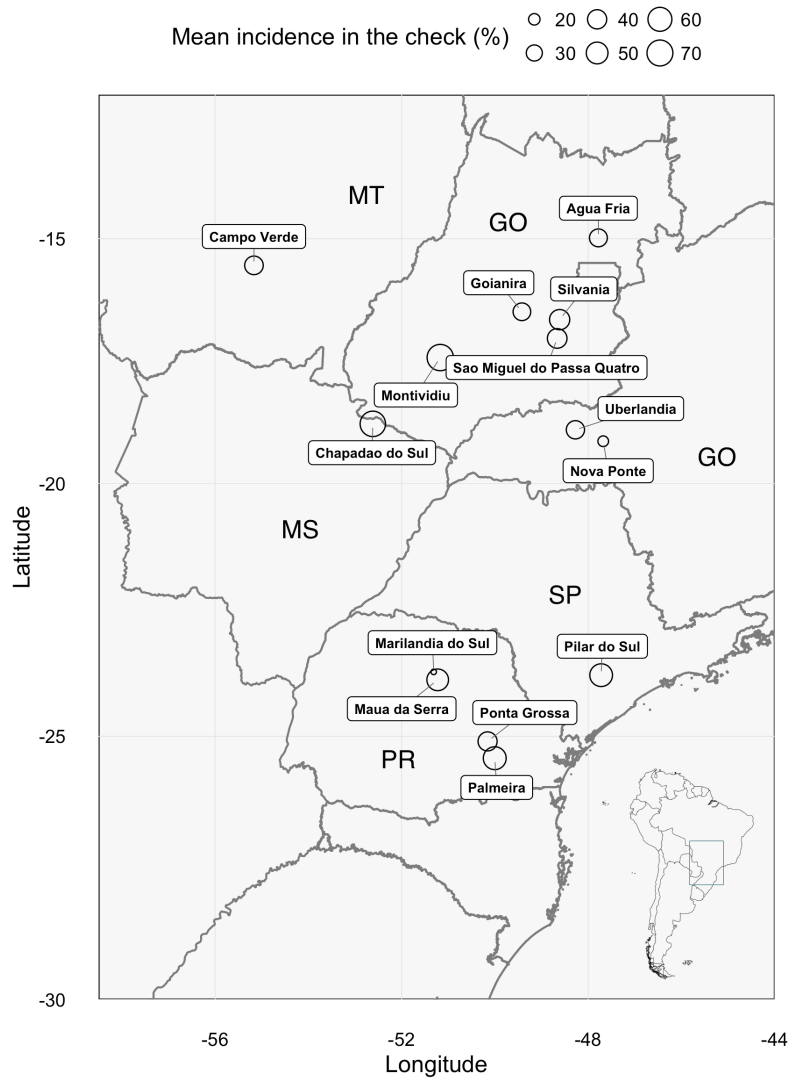 Mean incidence in the check (%)
20 40 60
30 50 70
MT
GO
Agua Fria
Campo Verde
-15
Goianira
Silvania
Sao Miguel do Passa Quatro
Montividiu
Uberlandia
Chapadao do Sul
GO
Nova Ponte
-20
MS
Latitude
SP
Marilandia do Sul
Pilar do Sul
Maua da Serra
Ponta Grossa
-25
PR
Palmeira
-30
-56 -52 -48 -44
Longitude